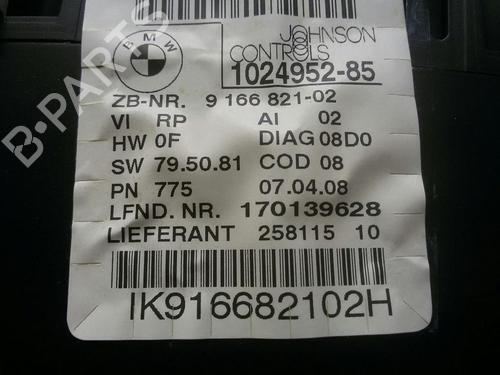 BMW
JOHNSON
CONTROLS
1024952-85
ZB-NR. 9 166 821-02
VI RP AI 02
HW 0F DIAG 08D0
SW 79.50.81 COD 08
PN 775 07.04.08
LFND. NR. 170139628
LIEFERANT 258115 10
IK916682102H